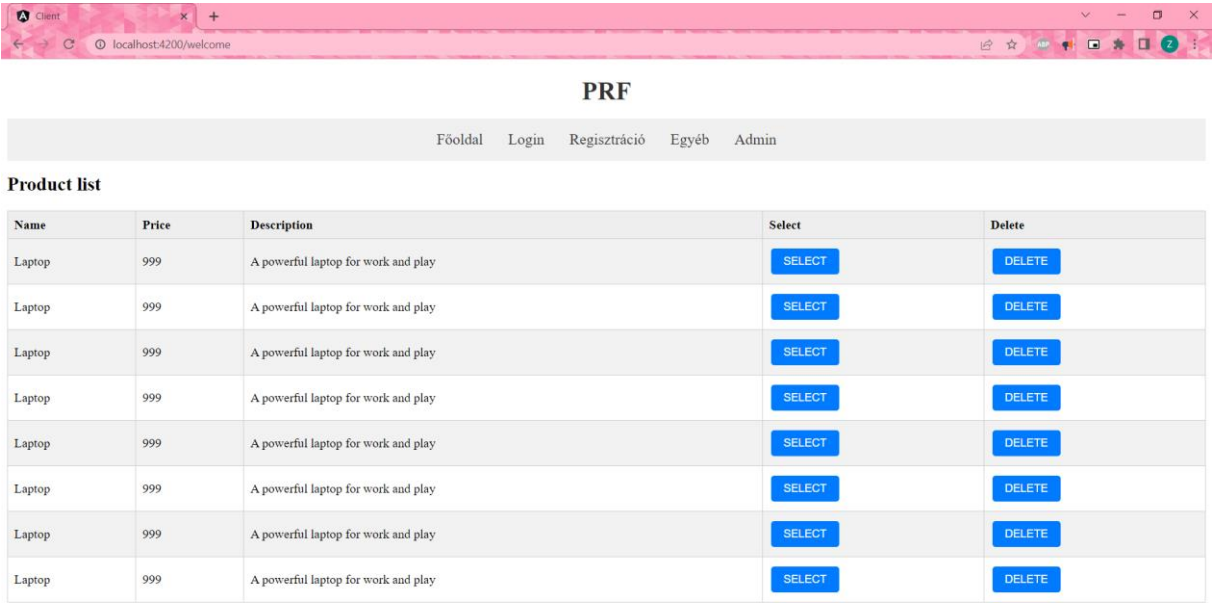 Client
localhost:4200/welcome
ABP
Z
PRF
Főoldal Login Regisztráció Egyéb Admin
Product list
Name Price Description Select Delete
Laptop 999 A powerful laptop for work and play SELECT DELETE
Laptop 999 A powerful laptop for work and play SELECT DELETE
Laptop 999 A powerful laptop for work and play SELECT DELETE
Laptop 999 A powerful laptop for work and play SELECT DELETE
Laptop 999 A powerful laptop for work and play SELECT DELETE
Laptop 999 A powerful laptop for work and play SELECT DELETE
Laptop 999 A powerful laptop for work and play SELECT DELETE
Laptop 999 A powerful laptop for work and play SELECT DELETE